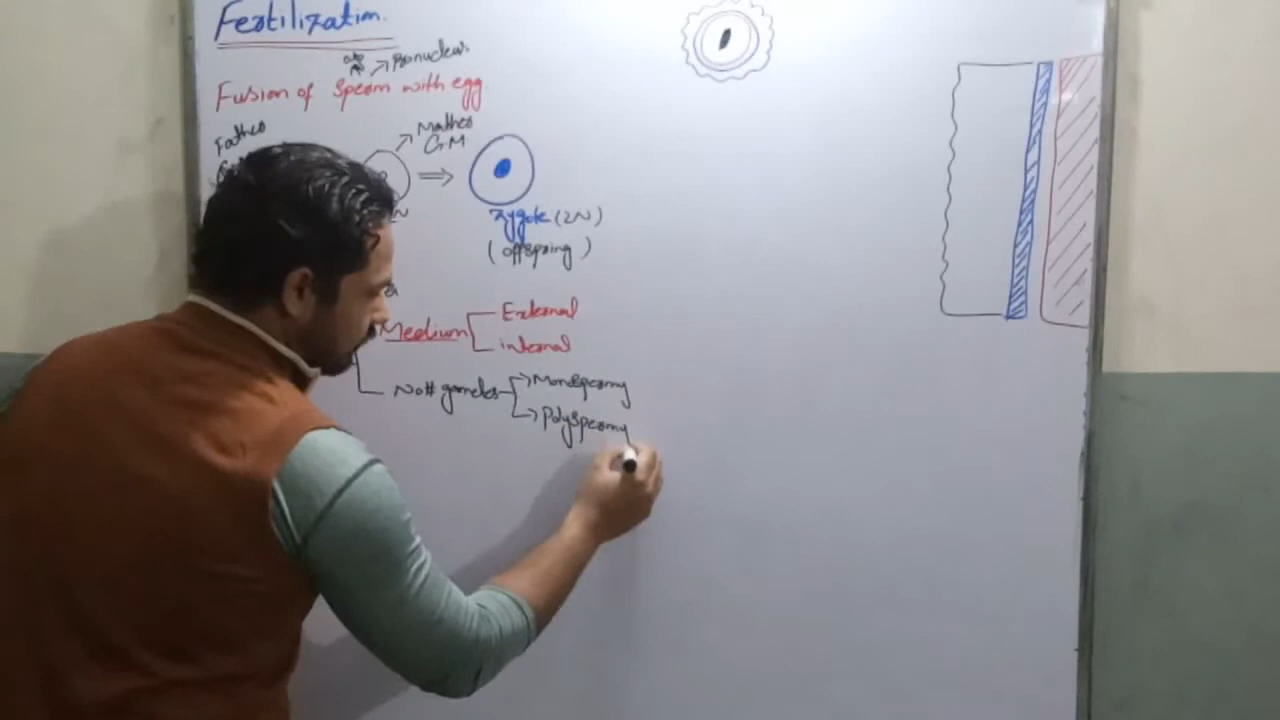 Fertilization.
Pronucleus
Fusion of Sperm with egg
Father
Mother
G.M
Zygote (2N)
(offspring)
Medium
External
internal
No# gametes
Monospermy
Polyspermy